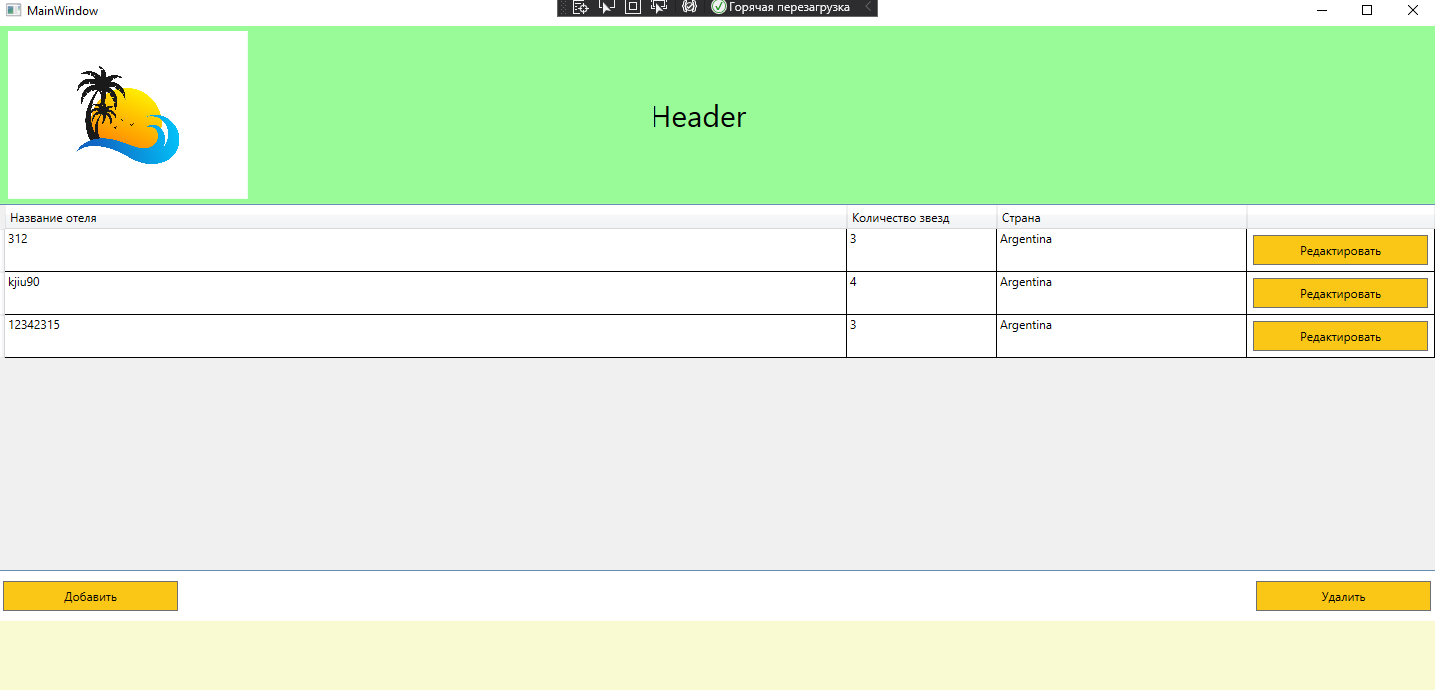 MainWindow
Горячая перезагрузка
Header
Название отеля Количество звезд Страна
312 3 Argentina Редактировать
kjiu90 4 Argentina Редактировать
12342315 3 Argentina Редактировать
Добавить Удалить